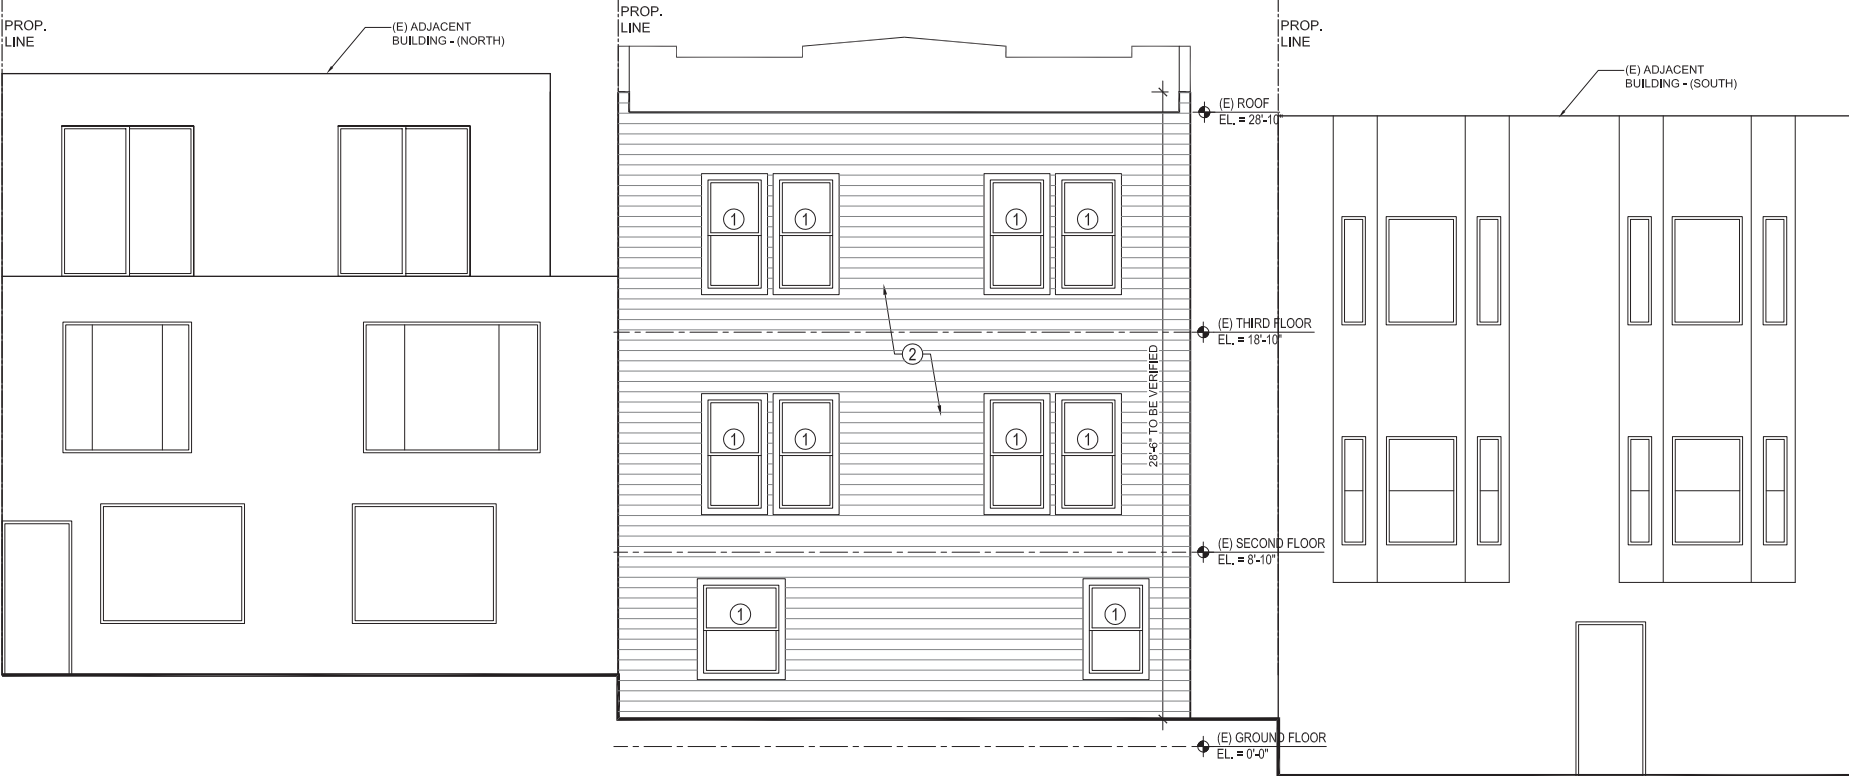 PROP.
LINE
(E) ADJACENT
BUILDING - (NORTH)
PROP.
LINE
PROP.
LINE
(E) ADJACENT
BUILDING - (SOUTH)
(E) ROOF
EL. = 28'-10"
1
1
1
1
(E) THIRD FLOOR
EL. = 18'-10"
2
28'-6" TO BE VERIFIED
1
1
1
1
(E) SECOND FLOOR
EL. = 8'-10"
1
1
(E) GROUND FLOOR
EL. = 0'-0"